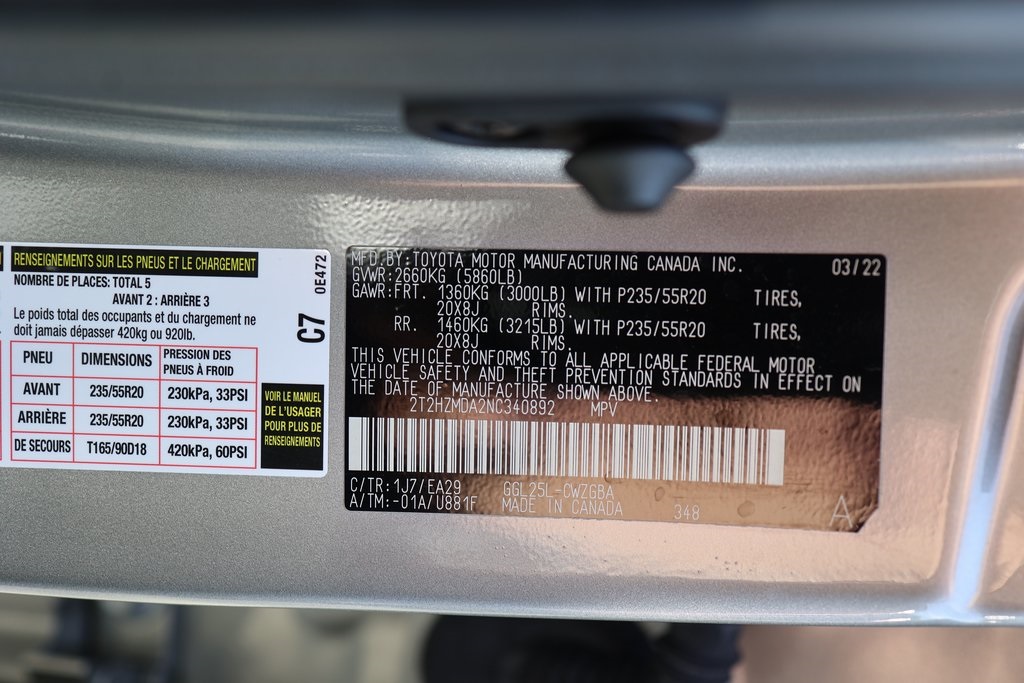 RENSEIGNEMENTS SUR LES PNEUS ET LE CHARGEMENT
NOMBRE DE PLACES: TOTAL 5
AVANT 2 : ARRIÈRE 3
Le poids total des occupants et du chargement ne
doit jamais dépasser 420kg ou 920lb.
PNEU DIMENSIONS PRESSION DES PNEUS À FROID
AVANT 235/55R20 230kPa, 33PSI
ARRIÈRE 235/55R20 230kPa, 33PSI
DE SECOURS T165/90D18 420kPa, 60PSI
0E472
C7
VOIR LE MANUEL
DE L'USAGER
POUR PLUS DE
RENSEIGNEMENTS
MFD.BY:TOYOTA MOTOR MANUFACTURING CANADA INC. 03/22
GVWR:2660KG (5860LB)
GAWR:FRT. 1360KG (3000LB) WITH P235/55R20 TIRES,
20X8J RIMS.
RR. 1460KG (3215LB) WITH P235/55R20 TIRES,
20X8J RIMS.
THIS VEHICLE CONFORMS TO ALL APPLICABLE FEDERAL MOTOR
VEHICLE SAFETY AND THEFT PREVENTION STANDARDS IN EFFECT ON
THE DATE OF MANUFACTURE SHOWN ABOVE.
2T2HZMDA2NC340892 MPV
C/TR:1J7/EA29 GGL25L-CWZGBA
A/TM:-01A/U881F MADE IN CANADA 348 A